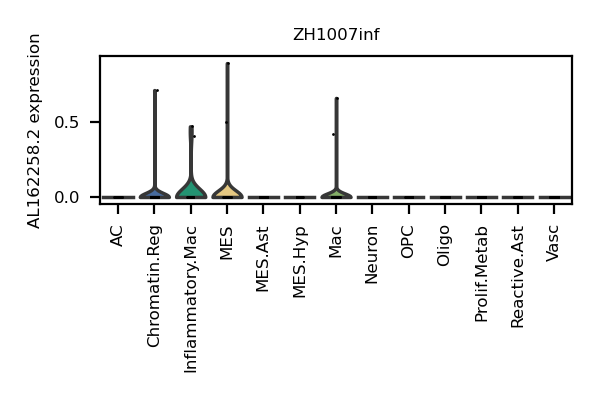 ZH1007inf
AL162258.2 expression
0.5
0.0
AC
Chromatin.Reg
Inflammatory.Mac
MES
MES.Ast
MES.Hyp
Mac
Neuron
OPC
Oligo
Prolif.Metab
Reactive.Ast
Vasc